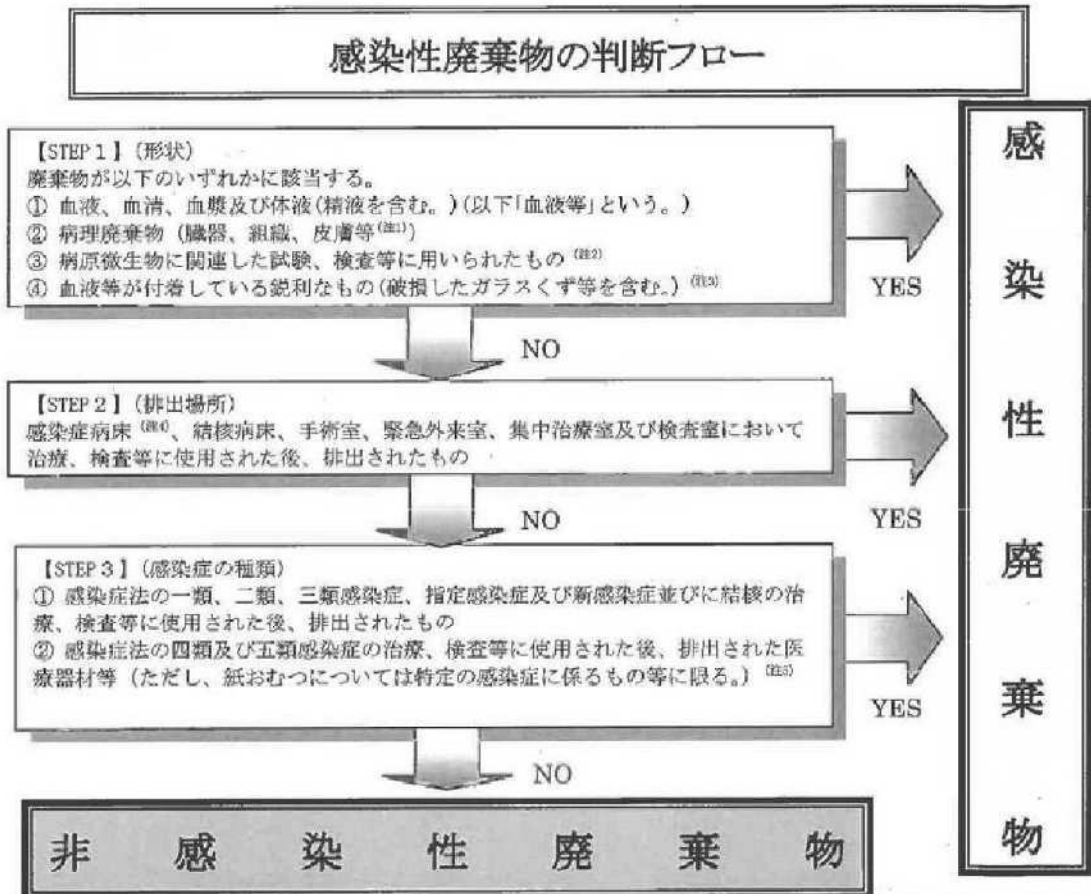 感染性廃棄物の判断フロー
【STEP 1】(形状)
廃棄物が以下のいずれかに該当する。
① 血液、血清、血漿及び体液(精液を含む。)(以下「血液等」という。)
② 病理廃棄物(臓器、組織、皮膚等(注1))
③ 病原微生物に関連した試験、検査等に用いられたもの(注2)
④ 血液等が付着している鋭利なもの(破損したガラスくず等を含む。)(注3)
YES
NO
【STEP 2】(排出場所)
感染症病床(注4)、結核病床、手術室、緊急外来室、集中治療室及び検査室において
治療、検査等に使用された後、排出されたもの
YES
NO
【STEP 3】(感染症の種類)
① 感染症法の一類、二類、三類感染症、指定感染症及び新感染症並びに結核の治
療、検査等に使用された後、排出されたもの
② 感染症法の四類及び五類感染症の治療、検査等に使用された後、排出された医
療器材等(ただし、紙おむつについては特定の感染症に係るもの等に限る。)(注5)
YES
NO
非感染性廃棄物
感染性廃棄物